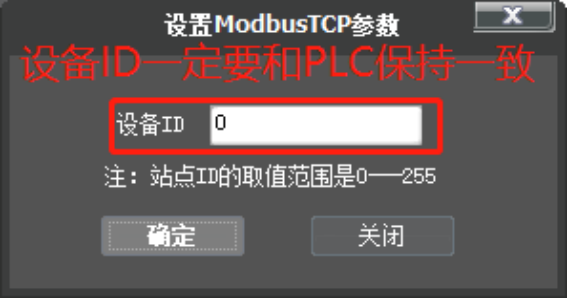 设置ModbusTCP参数
X
设备ID一定要和PLC保持一致
设备ID 0
注：站点ID的取值范围是0——255
确定 关闭